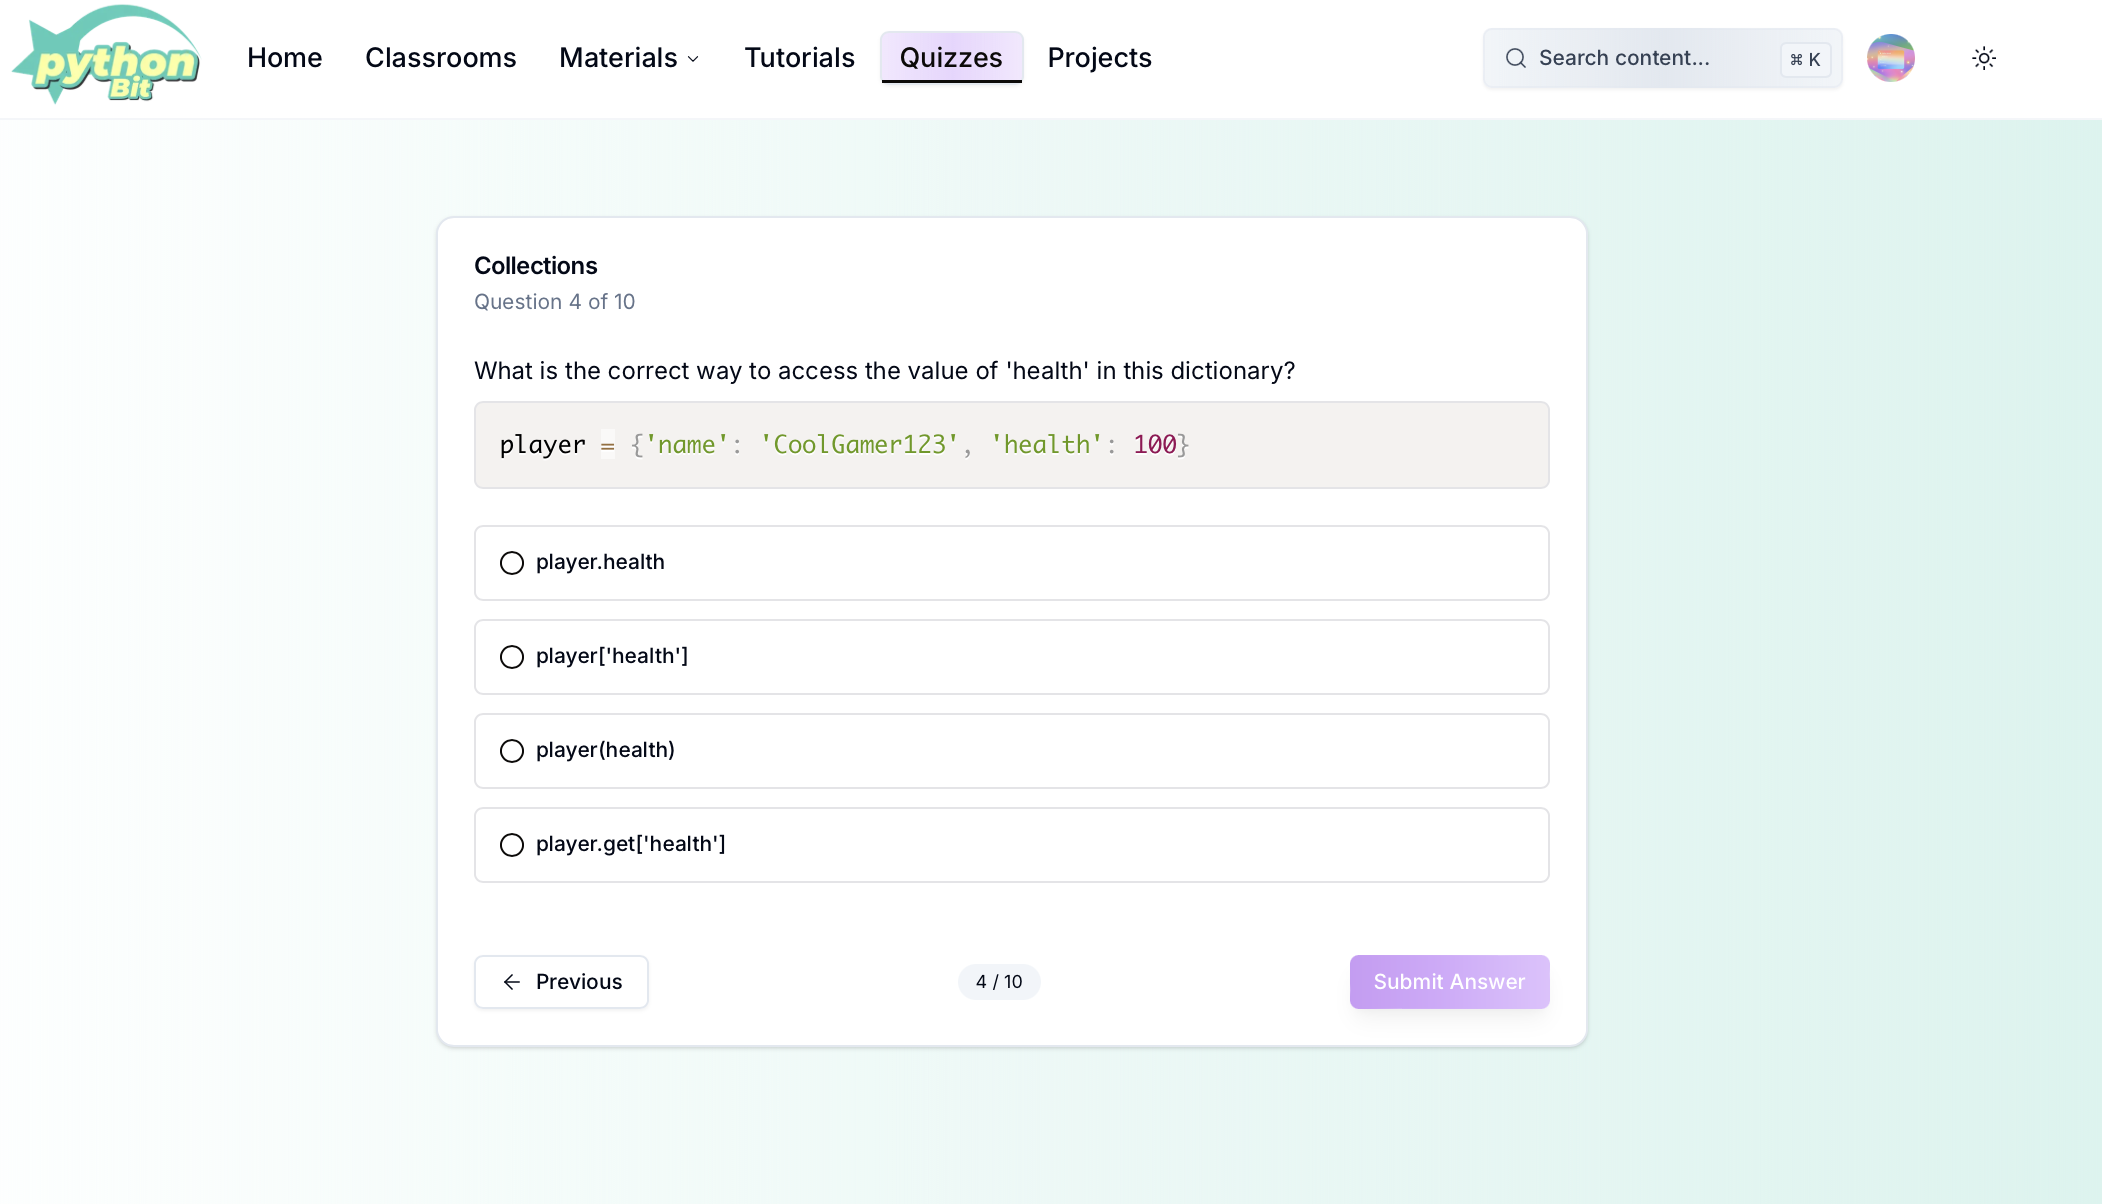 python
Bit
Home Classrooms Materials Tutorials Quizzes Projects Search content... ⌘ K
Collections
Question 4 of 10
What is the correct way to access the value of 'health' in this dictionary?
player = {'name': 'CoolGamer123', 'health': 100}
player.health
player['health']
player(health)
player.get['health']
Previous 4 / 10 Submit Answer